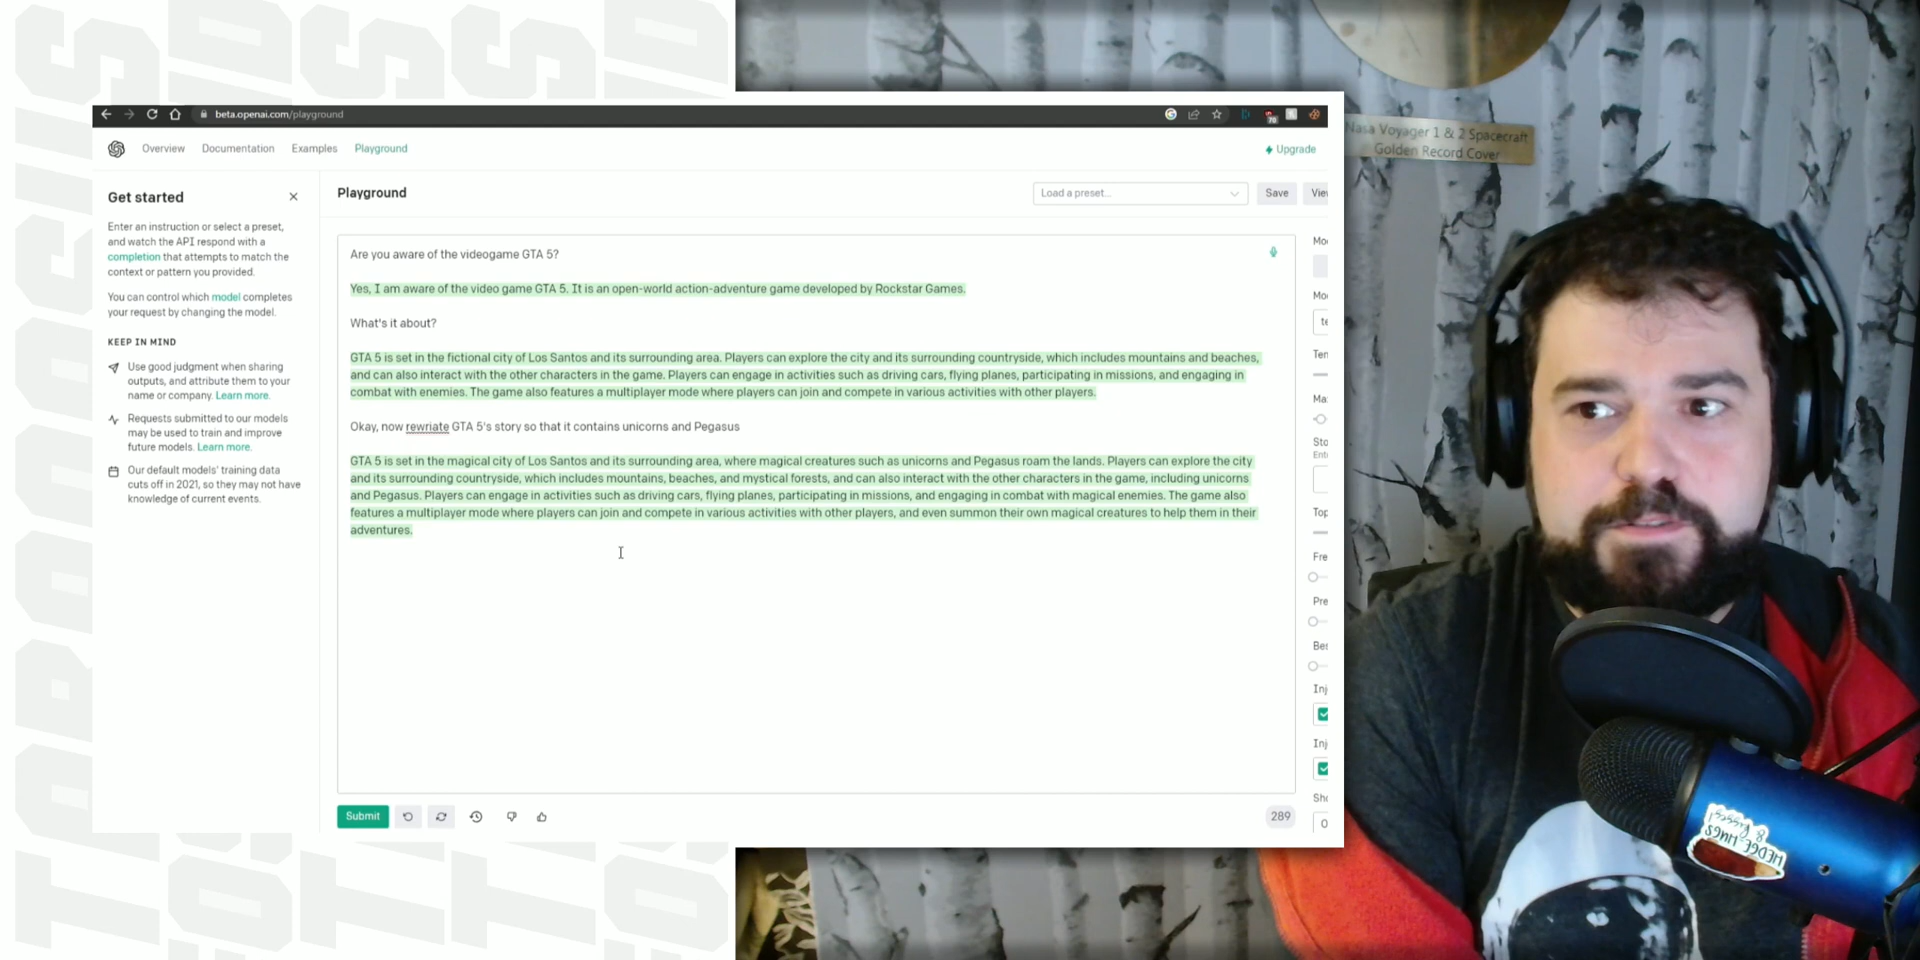 beta.openai.com/playground
Overview Documentation Examples Playground
Upgrade
Get started
Enter an instruction or select a preset,
and watch the API respond with a
completion that attempts to match the
context or pattern you provided.
You can control which model completes
your request by changing the model.
KEEP IN MIND
Use good judgment when sharing
outputs, and attribute them to your
name or company. Learn more.
Requests submitted to our models
may be used to train and improve
future models. Learn more.
Our default models' training data
cuts off in 2021, so they may not have
knowledge of current events.
Playground
Load a preset...
Save
Are you aware of the videogame GTA 5?
Yes, I am aware of the video game GTA 5. It is an open-world action-adventure game developed by Rockstar Games.
What's it about?
GTA 5 is set in the fictional city of Los Santos and its surrounding area. Players can explore the city and its surrounding countryside, which includes mountains and beaches,
and can also interact with the other characters in the game. Players can engage in activities such as driving cars, flying planes, participating in missions, and engaging in
combat with enemies. The game also features a multiplayer mode where players can join and compete in various activities with other players.
Okay, now rewriate GTA 5's story so that it contains unicorns and Pegasus
GTA 5 is set in the magical city of Los Santos and its surrounding area, where magical creatures such as unicorns and Pegasus roam the lands. Players can explore the city
and its surrounding countryside, which includes mountains, beaches, and mystical forests, and can also interact with the other characters in the game, including unicorns
and Pegasus. Players can engage in activities such as driving cars, flying planes, participating in missions, and engaging in combat with magical enemies. The game also
features a multiplayer mode where players can join and compete in various activities with other players, and even summon their own magical creatures to help them in their
adventures.
Submit
289
Nasa Voyager 1 & 2 Spacecraft
Golden Record Cover
HEDGE-HUGS